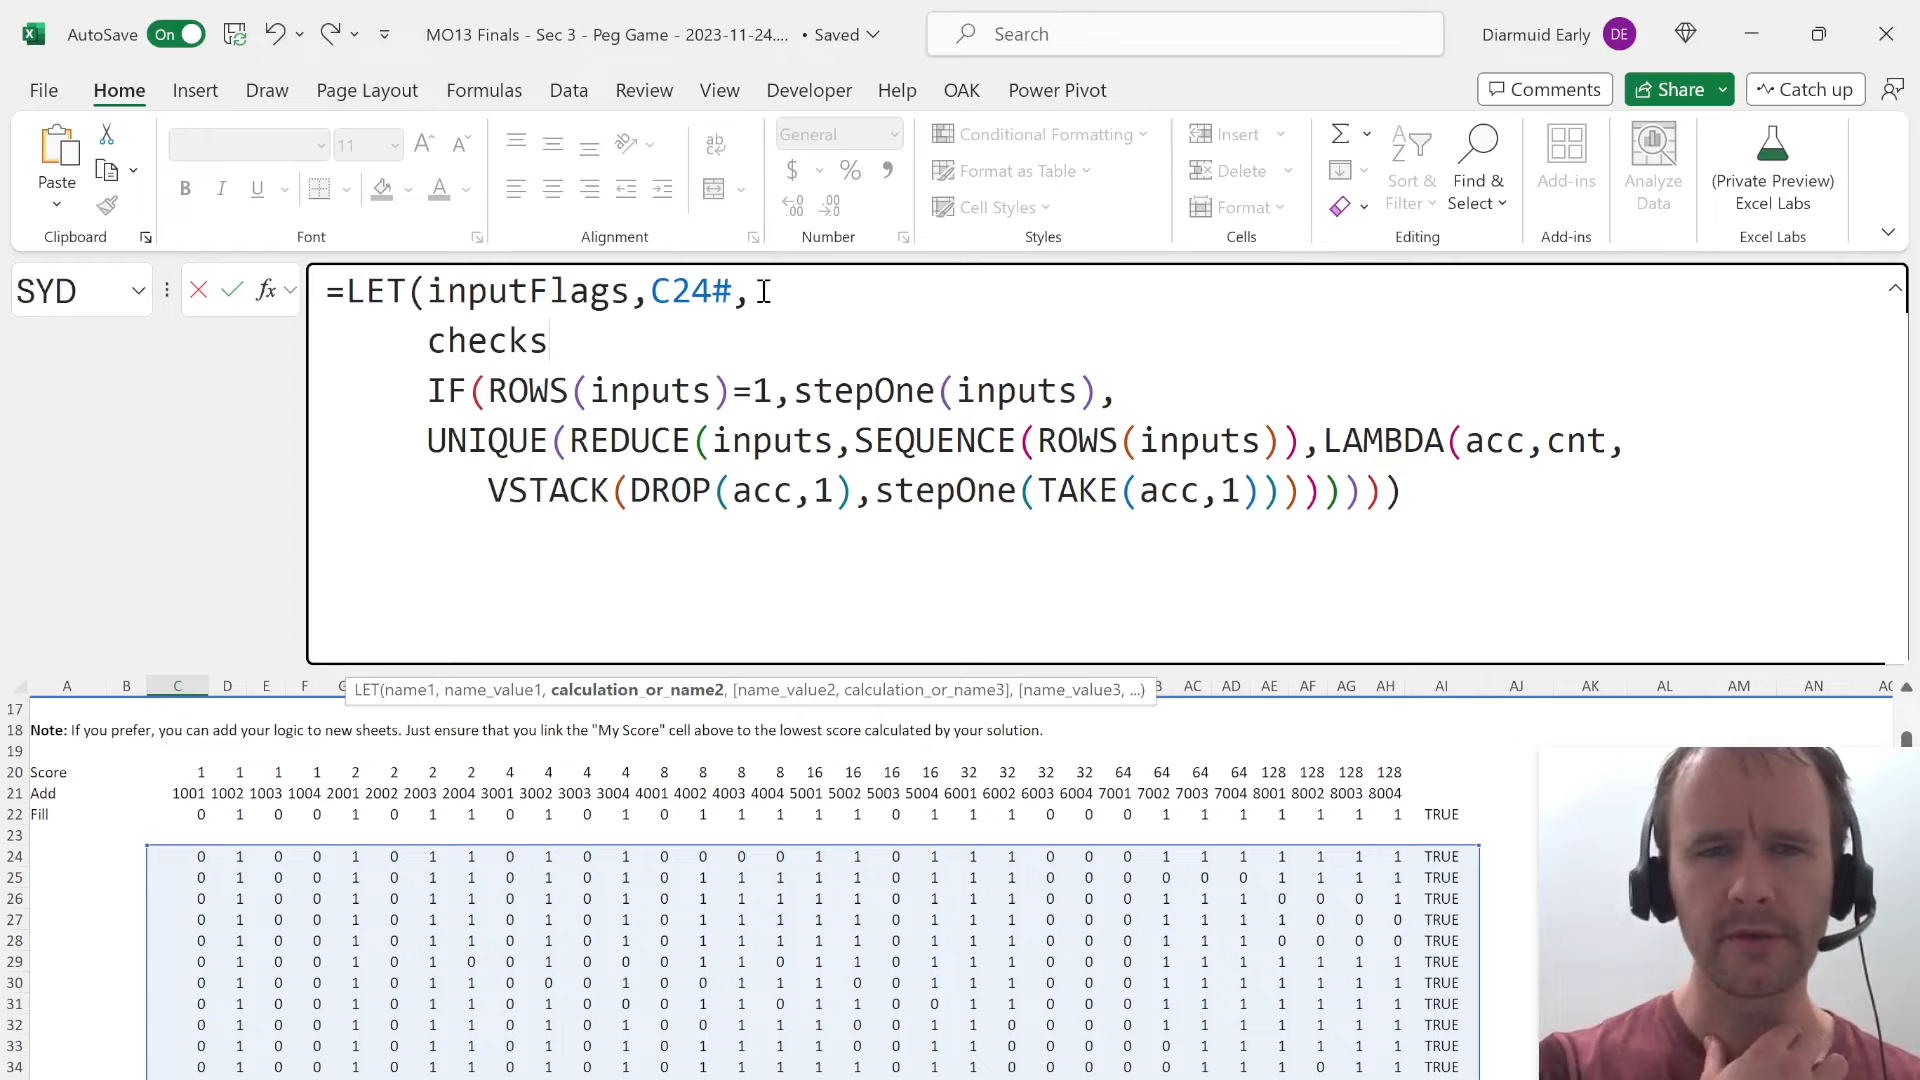 AutoSave On MO13 Finals - Sec 3 - Peg Game - 2023-11-24.... • Saved Search Diarmuid Early DE
File Home Insert Draw Page Layout Formulas Data Review View Developer Help OAK Power Pivot Comments Share Catch up
Paste
Clipboard
11
B I U A
Font
ab
Alignment
General
$ %
Number
Conditional Formatting
Format as Table
Cell Styles
Styles
Insert
Delete
Format
Cells
Sort & Filter
Find & Select
Editing
Add-ins
Add-ins
Analyze Data
(Private Preview) Excel Labs
Excel Labs
SYD fx
=LET(inputFlags,C24#,
checks
IF(ROWS(inputs)=1,stepOne(inputs),
UNIQUE(REDUCE(inputs,SEQUENCE(ROWS(inputs)),LAMBDA(acc,cnt,
VSTACK(DROP(acc,1),stepOne(TAKE(acc,1))))))))
LET(name1, name_value1, calculation_or_name2, [name_value2, calculation_or_name3], [name_value3, ...)
A B C D E F AC AD AE AF AG AH AI AJ AK AL AM AN
17
18 Note: If you prefer, you can add your logic to new sheets. Just ensure that you link the "My Score" cell above to the lowest score calculated by your solution.
19
20 Score 1 1 1 1 2 2 2 2 4 4 4 4 8 8 8 8 16 16 16 16 32 32 32 32 64 64 64 64 128 128 128 128
21 Add 1001 1002 1003 1004 2001 2002 2003 2004 3001 3002 3003 3004 4001 4002 4003 4004 5001 5002 5003 5004 6001 6002 6003 6004 7001 7002 7003 7004 8001 8002 8003 8004
22 Fill 0 1 0 0 1 0 1 1 0 1 0 1 0 1 1 1 1 1 0 1 1 1 0 0 0 1 1 1 1 1 1 1 TRUE
23
24 0 1 0 0 1 0 1 1 0 1 0 1 0 0 0 0 1 1 0 1 1 1 0 0 0 1 1 1 1 1 1 1 TRUE
25 0 1 0 0 1 0 1 1 0 1 0 1 0 1 1 1 1 1 0 1 1 1 0 0 0 0 0 0 1 1 1 1 TRUE
26 0 1 0 0 1 0 1 1 0 1 0 1 0 1 1 1 1 1 0 1 1 1 0 0 0 1 1 1 0 0 0 1 TRUE
27 0 1 0 0 1 0 1 1 0 1 0 1 0 1 1 1 1 1 0 1 1 1 0 0 0 1 1 1 1 0 0 0 TRUE
28 0 1 0 0 1 0 1 1 0 1 0 1 0 1 1 1 1 1 0 1 1 1 0 0 0 1 1 1 0 0 0 0 TRUE
29 0 1 0 0 1 0 1 0 0 1 0 0 0 1 1 0 1 1 0 1 1 1 0 0 0 1 1 1 1 1 1 1 TRUE
30 0 1 0 0 1 0 1 1 0 0 0 1 0 0 1 1 1 0 0 1 1 1 0 0 0 1 1 1 1 1 1 1 TRUE
31 0 1 0 0 1 0 1 1 0 1 0 0 0 1 1 0 1 1 0 0 1 1 0 0 0 1 1 1 1 1 1 1 TRUE
32 0 1 0 0 1 0 1 1 0 1 0 1 0 0 1 1 1 0 0 1 1 0 0 0 0 1 1 1 1 1 1 1 TRUE
33 0 1 0 0 1 0 1 1 0 1 0 1 0 1 1 1 1 0 0 1 1 0 0 0 0 0 1 1 1 1 1 1 TRUE
34 0 1 0 0 1 0 1 1 0 1 0 1 0 1 1 1 1 0 0 1 1 0 0 0 0 1 1 1 1 0 1 1 TRUE